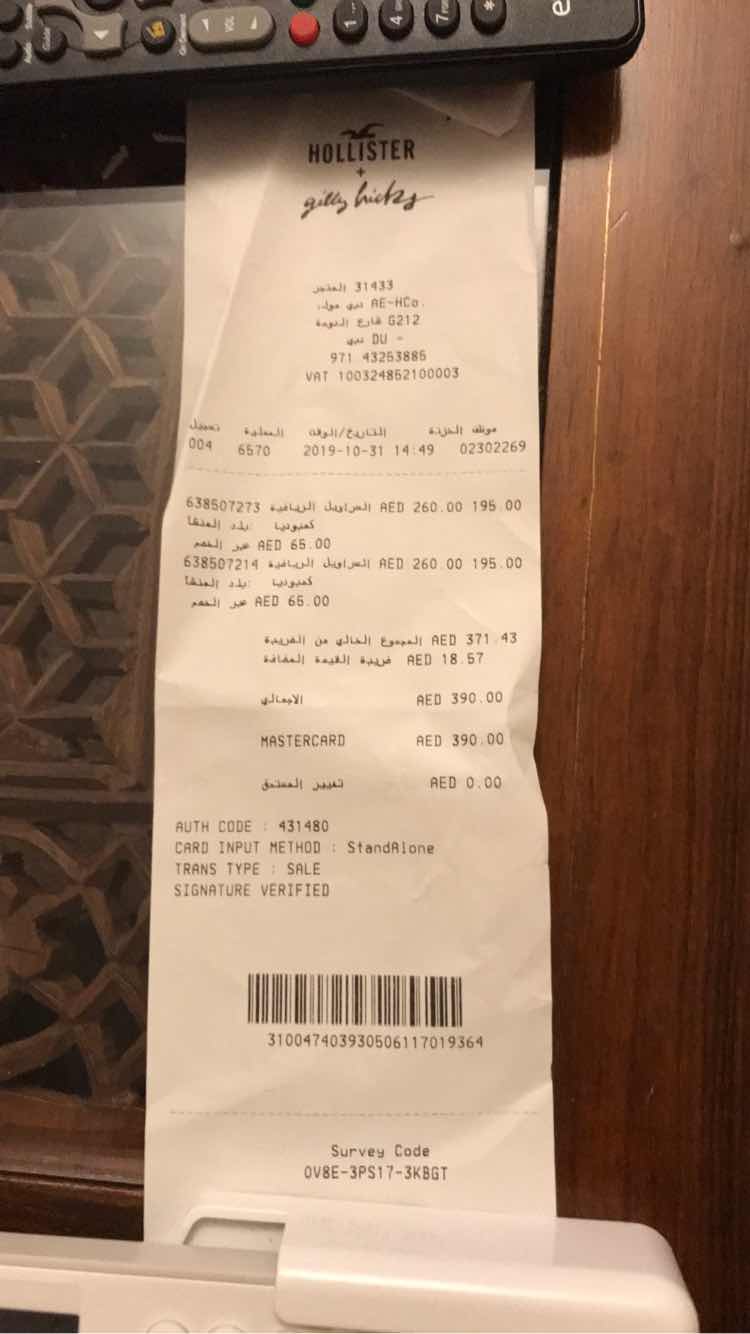 VOL
1
4
7
*
e
HOLLISTER
+
gilly hicks
المتجر 31433
دبي مول، AE-HCo.
شارع الدوحة G212
دبي DU -
971 43253885
VAT 100324852100003
تسجيل العملية التاريخ/الوقت موظف الخزنة
004 6570 2019-10-31 14:49 02302269
638507273 السراويل الرياضية AED 260.00 195.00
بلد المنشأ: كمبوديا
عبر الخصم AED 65.00
638507214 السراويل الرياضية AED 260.00 195.00
بلد المنشأ: كمبوديا
عبر الخصم AED 65.00
المجموع الخالي من الضريبة AED 371.43
ضريبة القيمة المضافة AED 18.57
الإجمالي AED 390.00
MASTERCARD AED 390.00
تغيير المستحق AED 0.00
AUTH CODE : 431480
CARD INPUT METHOD : StandAlone
TRANS TYPE : SALE
SIGNATURE VERIFIED
310047403930506117019364
Survey Code
OV8E-3PS17-3KBGT